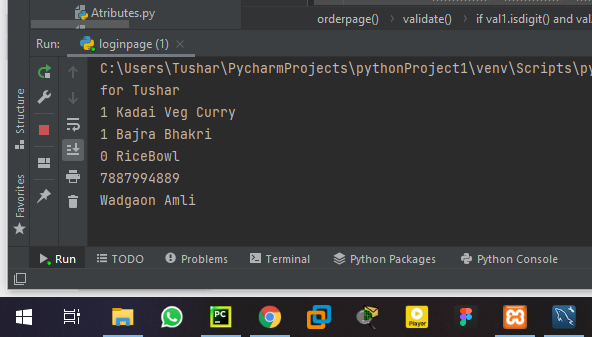 Atributes.py
orderpage() › validate() › if val1.isdigit() and val
Run: loginpage (1) ×
C:\Users\Tushar\PycharmProjects\pythonProject1\venv\Scripts\py
for Tushar
1 Kadai Veg Curry
1 Bajra Bhakri
0 RiceBowl
7887994889
Wadgaon Amli
Structure
Favorites
Run TODO Problems Terminal Python Packages Python Console
PC
Player